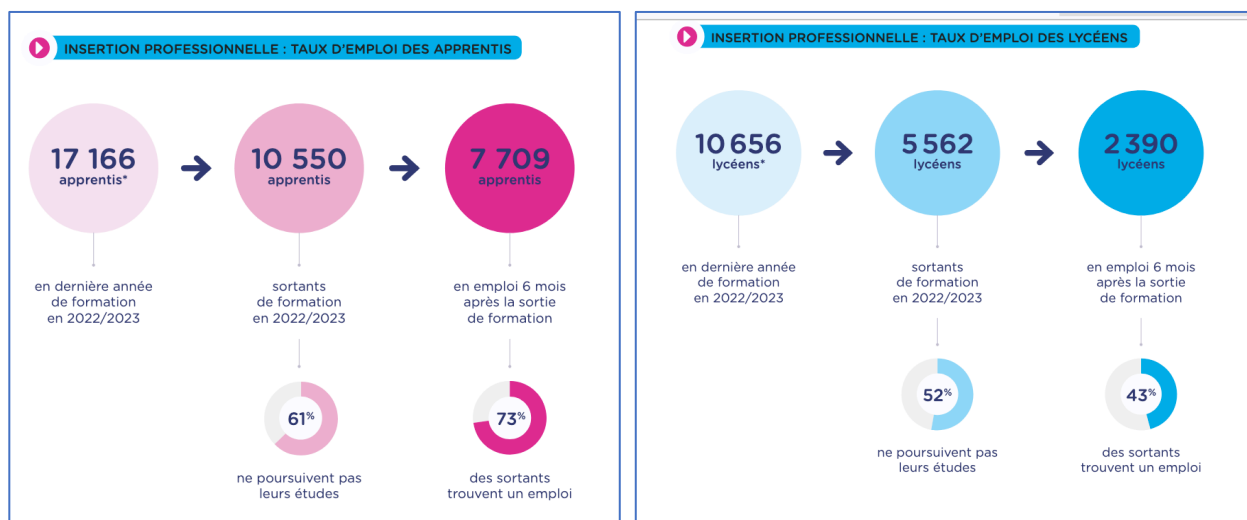 INSERTION PROFESSIONNELLE : TAUX D'EMPLOI DES APPRENTIS
17 166
apprentis*
10 550
apprentis
7 709
apprentis
en dernière année
de formation
en 2022/2023
sortants
de formation
en 2022/2023
en emploi 6 mois
après la sortie
de formation
61%
73%
ne poursuivent pas
leurs études
des sortants
trouvent un emploi
INSERTION PROFESSIONNELLE : TAUX D'EMPLOI DES LYCÉENS
10 656
lycéens*
5 562
lycéens
2 390
lycéens
en dernière année
de formation
en 2022/2023
sortants
de formation
en 2022/2023
en emploi 6 mois
après la sortie
de formation
52%
43%
ne poursuivent pas
leurs études
des sortants
trouvent un emploi